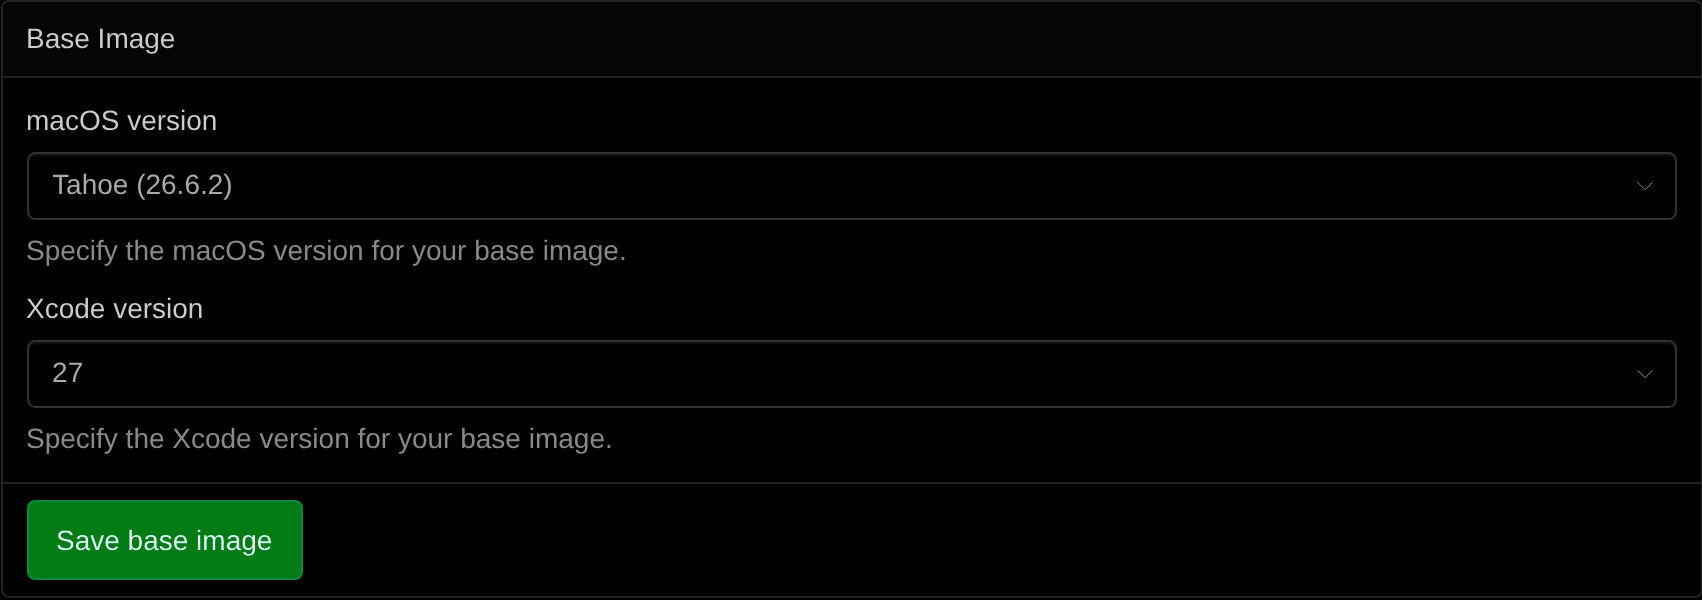 Base Image
macOS version
Tahoe (26.6.2)
Specify the macOS version for your base image.
Xcode version
27
Specify the Xcode version for your base image.
Save base image